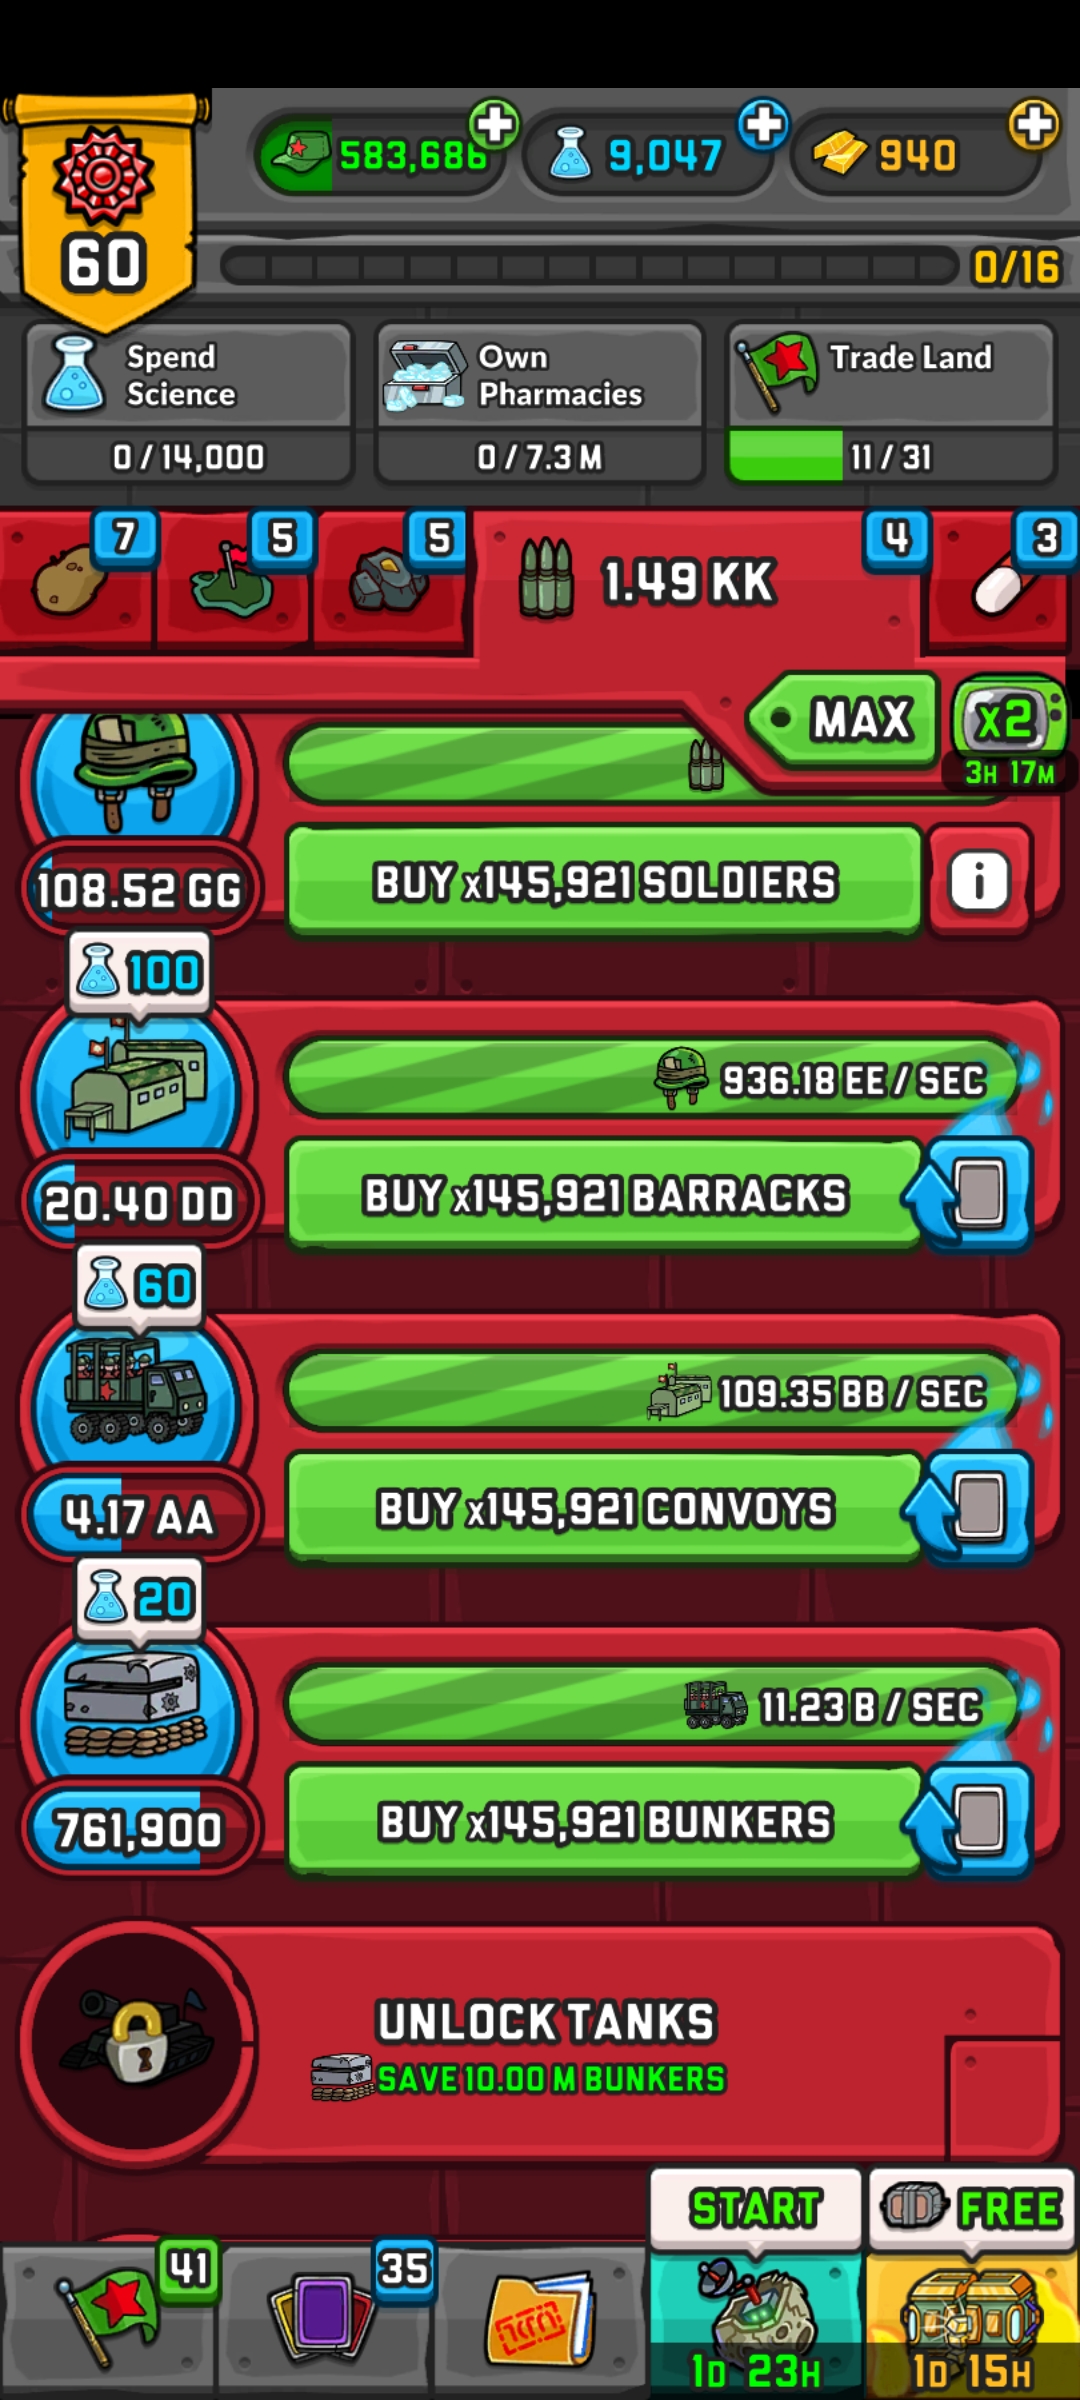 583,686
9,047
940
60
0/16
Spend
Science
0 / 14,000
Own
Pharmacies
0 / 7.3 M
Trade Land
11 / 31
7
5
5
1.49 KK
4
3
MAX
x2
3H 17M
108.52 GG
BUY x145,921 SOLDIERS
i
100
936.18 EE / SEC
20.40 DD
BUY x145,921 BARRACKS
60
109.35 BB / SEC
4.17 AA
BUY x145,921 CONVOYS
20
11.23 B / SEC
761,900
BUY x145,921 BUNKERS
UNLOCK TANKS
SAVE 10.00 M BUNKERS
START
FREE
41
35
1D 23H
1D 15H